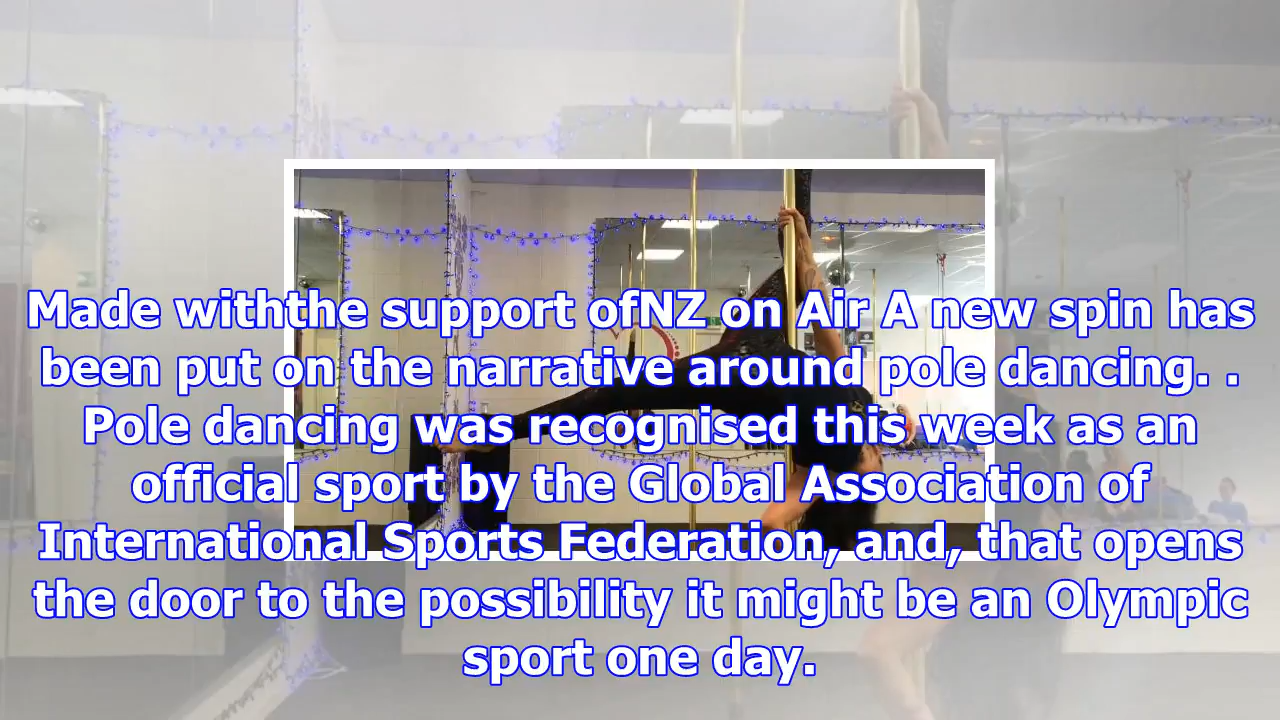 Made withthe support ofNZ on Air A new spin has
been put on the narrative around pole dancing. .
Pole dancing was recognised this week as an
official sport by the Global Association of
International Sports Federation, and, that opens
the door to the possibility it might be an Olympic
sport one day.